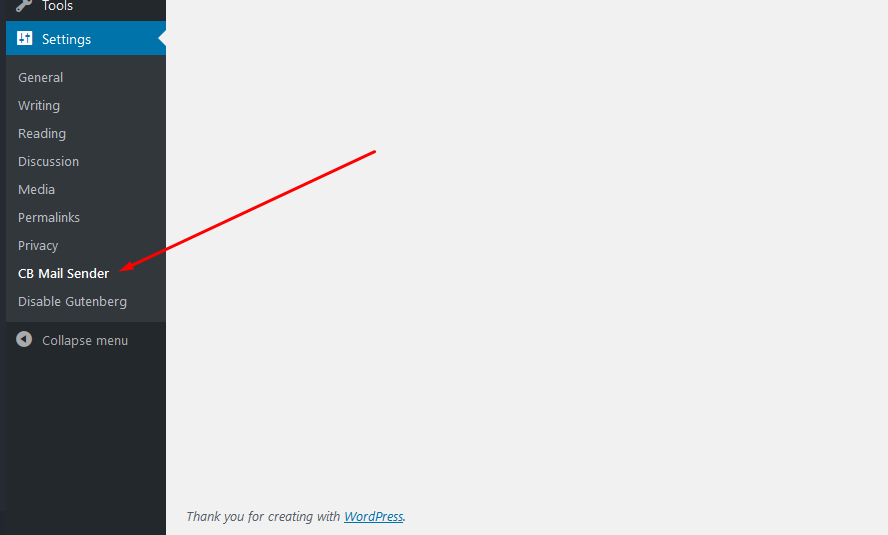 Tools
Settings
General
Writing
Reading
Discussion
Media
Permalinks
Privacy
CB Mail Sender
Disable Gutenberg
Collapse menu
Thank you for creating with WordPress.